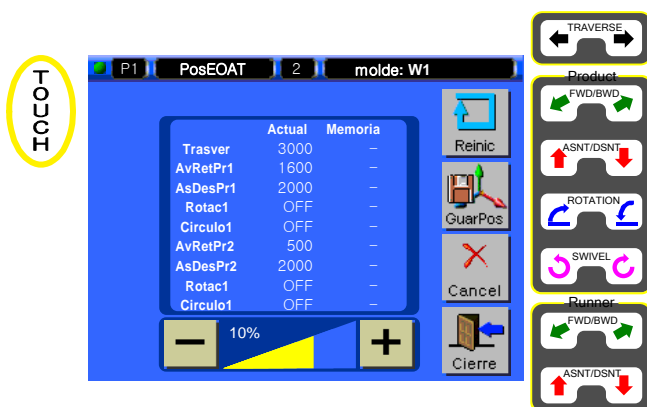 TOUCH
P1 PosEOAT 2 molde: W1
Actual Memoria
Trasver 3000 –
AvRetPr1 1600 –
AsDesPr1 2000 –
Rotac1 OFF –
Circulo1 OFF –
AvRetPr2 500 –
AsDesPr2 2000 –
Rotac1 OFF –
Circulo1 OFF –
10%
Reinic
GuarPos
Cancel
Cierre
TRAVERSE
Product
FWD/BWD
ASNT/DSNT
ROTATION
SWIVEL
Runner
FWD/BWD
ASNT/DSNT